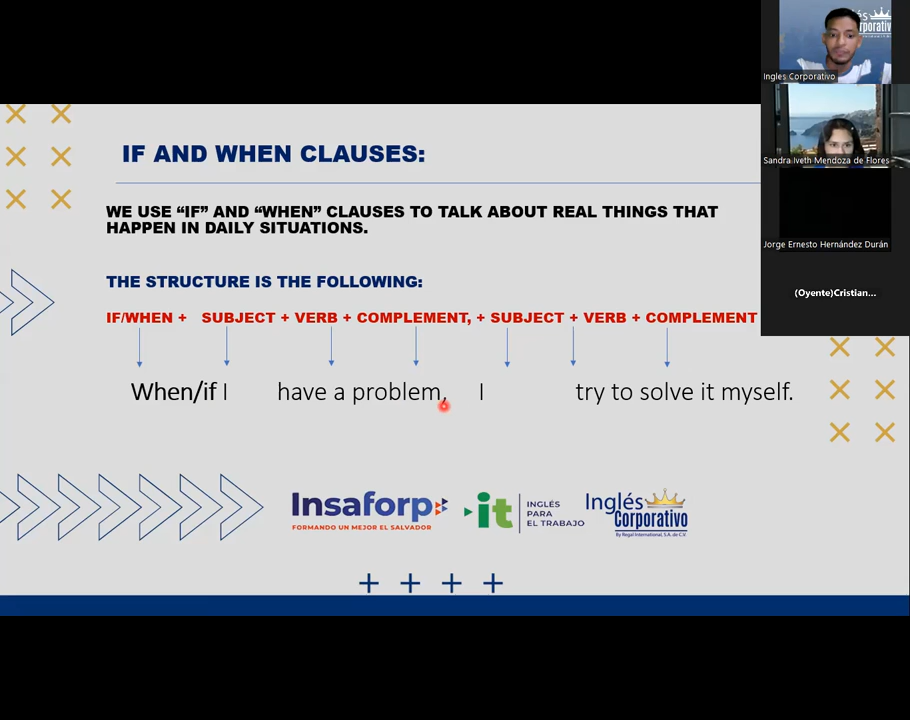 IF AND WHEN CLAUSES:
WE USE “IF” AND “WHEN” CLAUSES TO TALK ABOUT REAL THINGS THAT
HAPPEN IN DAILY SITUATIONS.
THE STRUCTURE IS THE FOLLOWING:
IF/WHEN + SUBJECT + VERB + COMPLEMENT, + SUBJECT + VERB + COMPLEMENT
When/if I have a problem, I try to solve it myself.
Insaforp
FORMANDO UN MEJOR EL SALVADOR
it
INGLÉS
PARA
EL TRABAJO
Inglés
Corporativo
By Regal International, S.A. de C.V.
Ingles Corporativo
Sandra Iveth Mendoza de Flores
Jorge Ernesto Hernández Durán
(Oyente)Cristian...